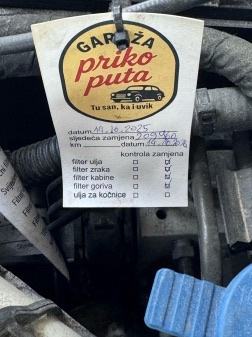 GARAŽA
priko
puta
Tu san, ka i uvik
datum 19.10.2025
sljedeća zamjena
km datum
kontrola zamjena
filter ulja
filter zraka
filter kabine
filter goriva
ulja za kočnice